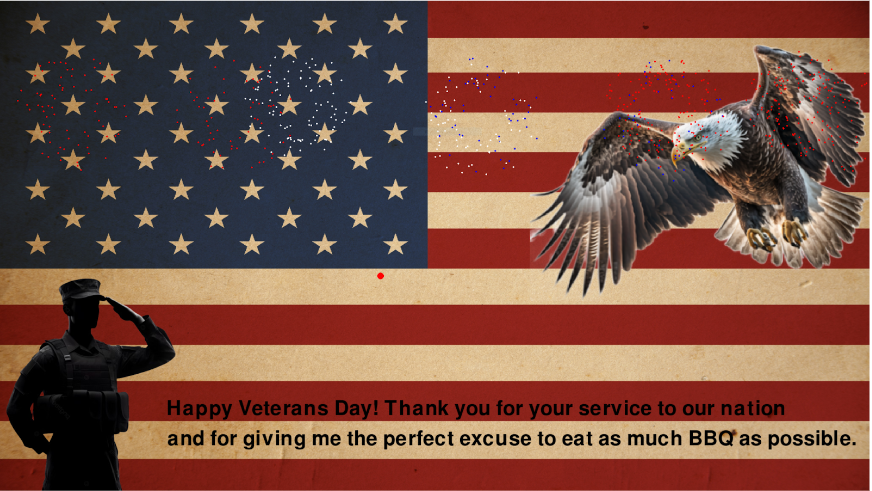 Happy Veterans Day! Thank you for your service to our nation
and for giving me the perfect excuse to eat as much BBQ as possible.